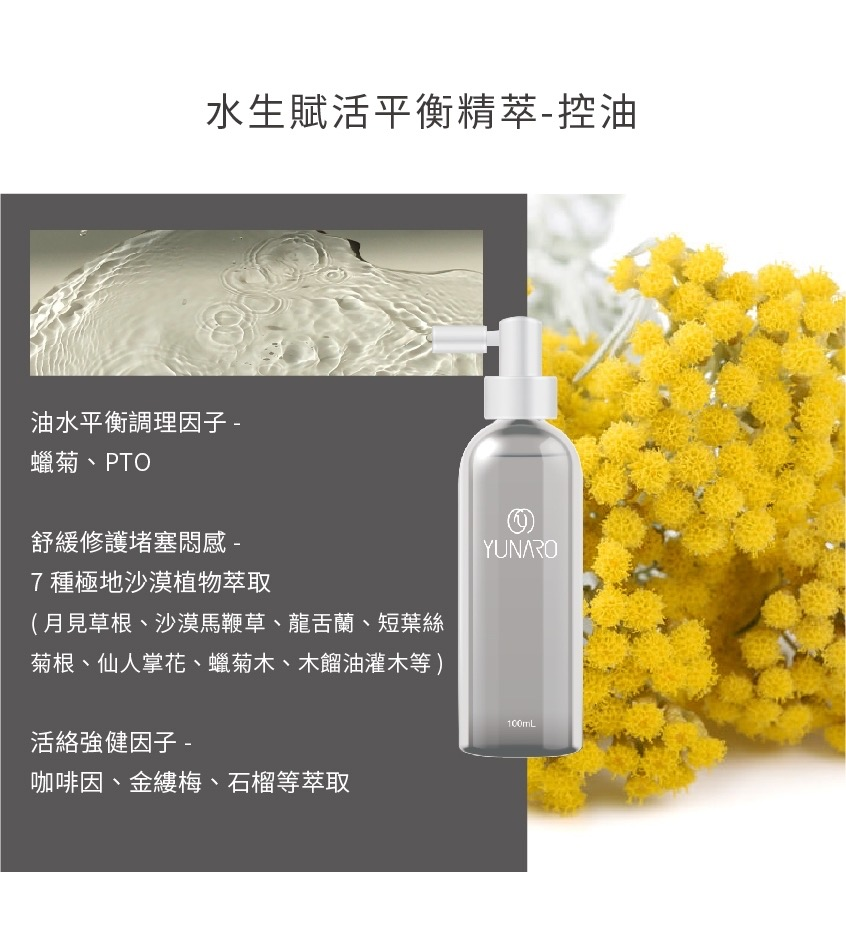 水生賦活平衡精萃-控油
油水平衡調理因子 -
蠟菊、PTO
舒緩修護堵塞悶感 -
7 種極地沙漠植物萃取
( 月見草根、沙漠馬鞭草、龍舌蘭、短葉絲
菊根、仙人掌花、蠟菊木、木餾油灌木等 )
活絡強健因子 -
咖啡因、金縷梅、石榴等萃取
YUNARO
100mL